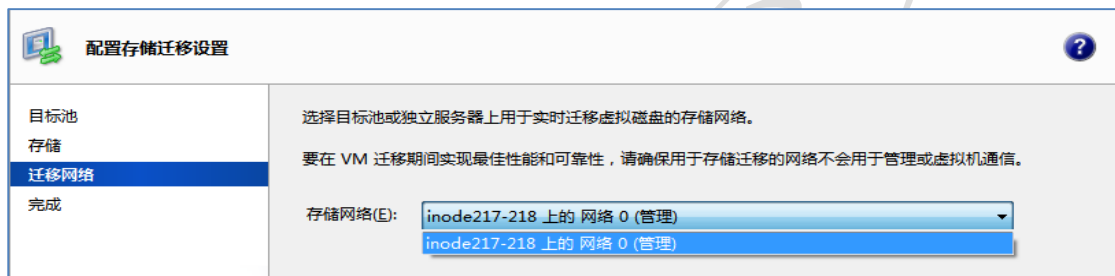 配置存储迁移设置
?
目标池
存储
迁移网络
完成
选择目标池或独立服务器上用于实时迁移虚拟磁盘的存储网络。
要在 VM 迁移期间实现最佳性能和可靠性，请确保用于存储迁移的网络不会用于管理或虚拟机通信。
存储网络(E):
inode217-218 上的 网络 0 (管理)
inode217-218 上的 网络 0 (管理)